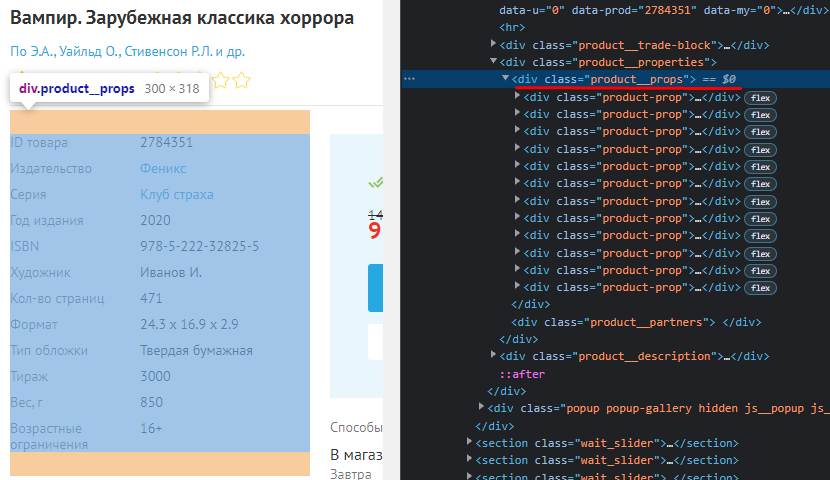 Вампир. Зарубежная классика хоррора
По Э.А., Уайльд О., Стивенсон Р.Л. и др.
div.product__props 300 × 318
ID товара 2784351
Издательство Феникс
Серия Клуб страха
Год издания 2020
ISBN 978-5-222-32825-5
Художник Иванов И.
Кол-во страниц 471
Формат 24.3 x 16.9 x 2.9
Тип обложки Твердая бумажная
Тираж 3000
Вес, г 850
Возрастные ограничения 16+
14
9
Способы
В магаз
Завтра
data-u="0" data-prod="2784351" data-my="0">…</div>
<hr>
<div class="product__trade-block">…</div>
<div class="product__properties">
<div class="product__props"> == $0
<div class="product-prop">…</div> flex
<div class="product-prop">…</div> flex
<div class="product-prop">…</div> flex
<div class="product-prop">…</div> flex
<div class="product-prop">…</div> flex
<div class="product-prop">…</div> flex
<div class="product-prop">…</div> flex
<div class="product-prop">…</div> flex
<div class="product-prop">…</div> flex
<div class="product-prop">…</div> flex
<div class="product-prop">…</div> flex
<div class="product-prop">…</div> flex
</div>
<div class="product__partners"> </div>
</div>
<div class="product__description">…</div>
::after
</div>
<div class="popup popup-gallery hidden js__popup js_
</div>
<section class="wait_slider">…</section>
<section class="wait_slider">…</section>
<section class="wait_slider">…</section>